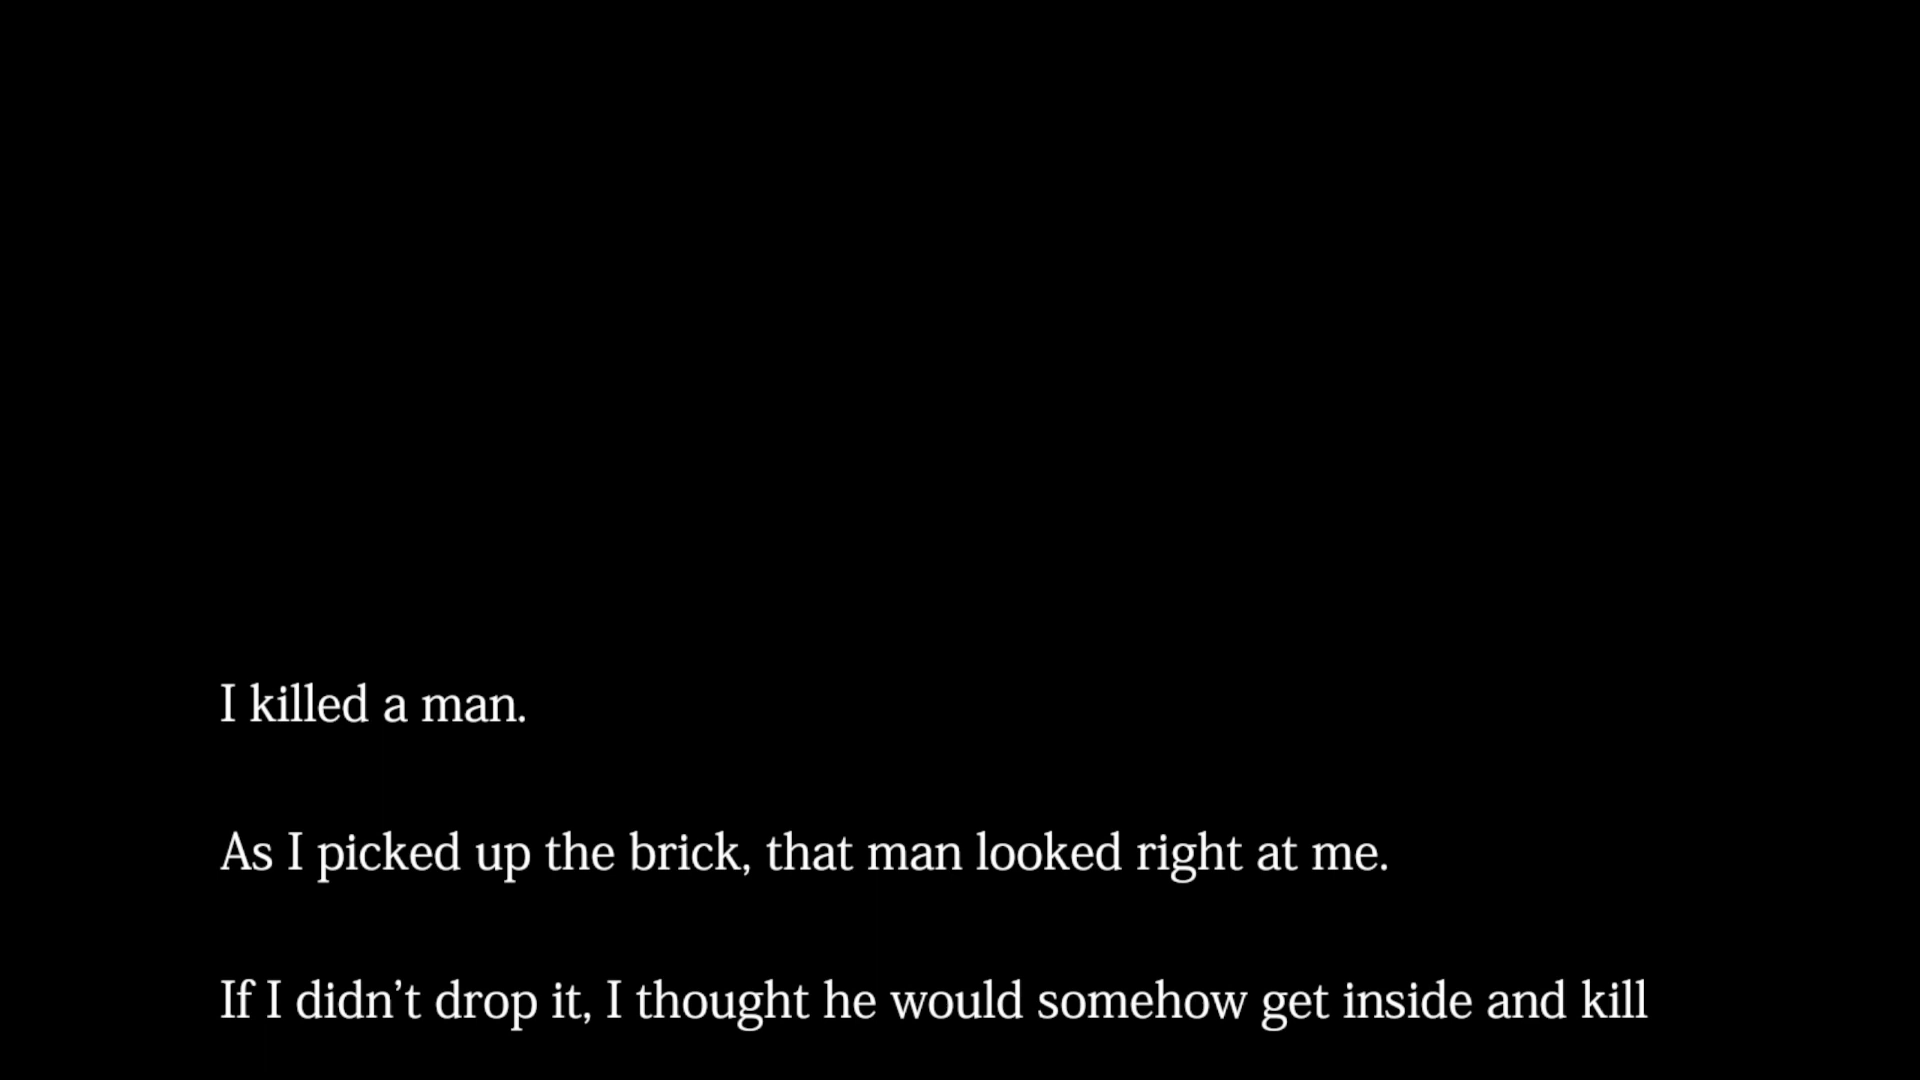 I killed a man.
As I picked up the brick, that man looked right at me.
If I didn’t drop it, I thought he would somehow get inside and kill